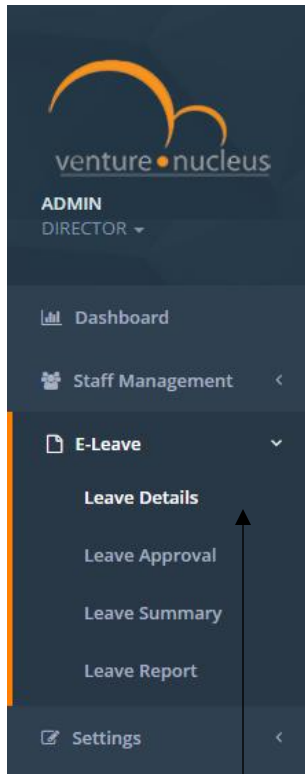 venture nucleus
ADMIN
DIRECTOR
Dashboard
Staff Management
E-Leave
Leave Details
Leave Approval
Leave Summary
Leave Report
Settings